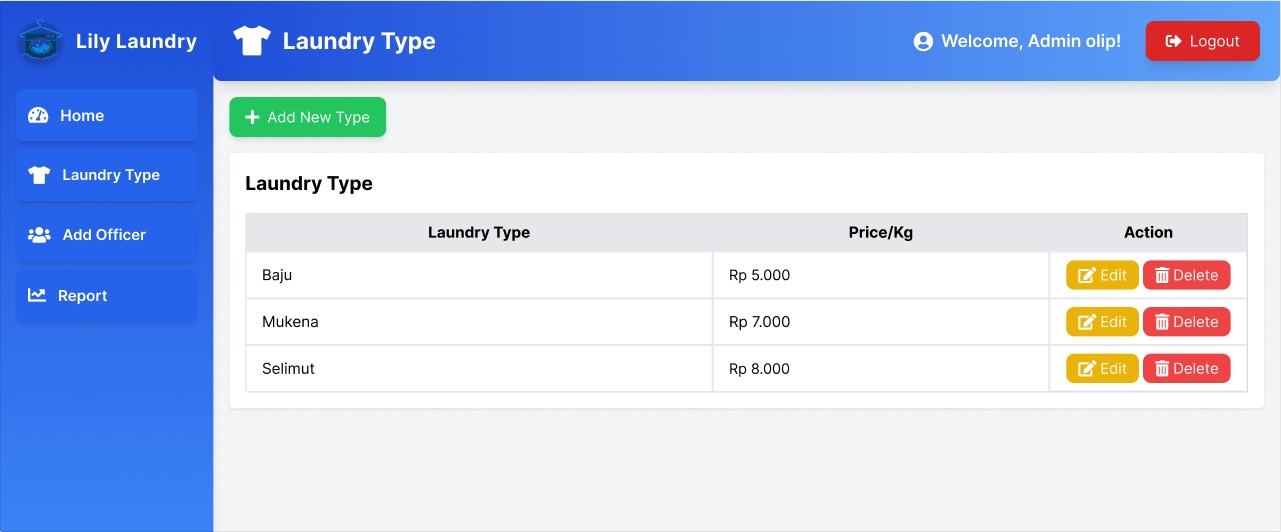 Lily Laundry
Laundry Type
Welcome, Admin olip!
Logout
Home
Laundry Type
Add Officer
Report
Add New Type
Laundry Type
Laundry Type Price/Kg Action
Baju Rp 5.000 Edit Delete
Mukena Rp 7.000 Edit Delete
Selimut Rp 8.000 Edit Delete